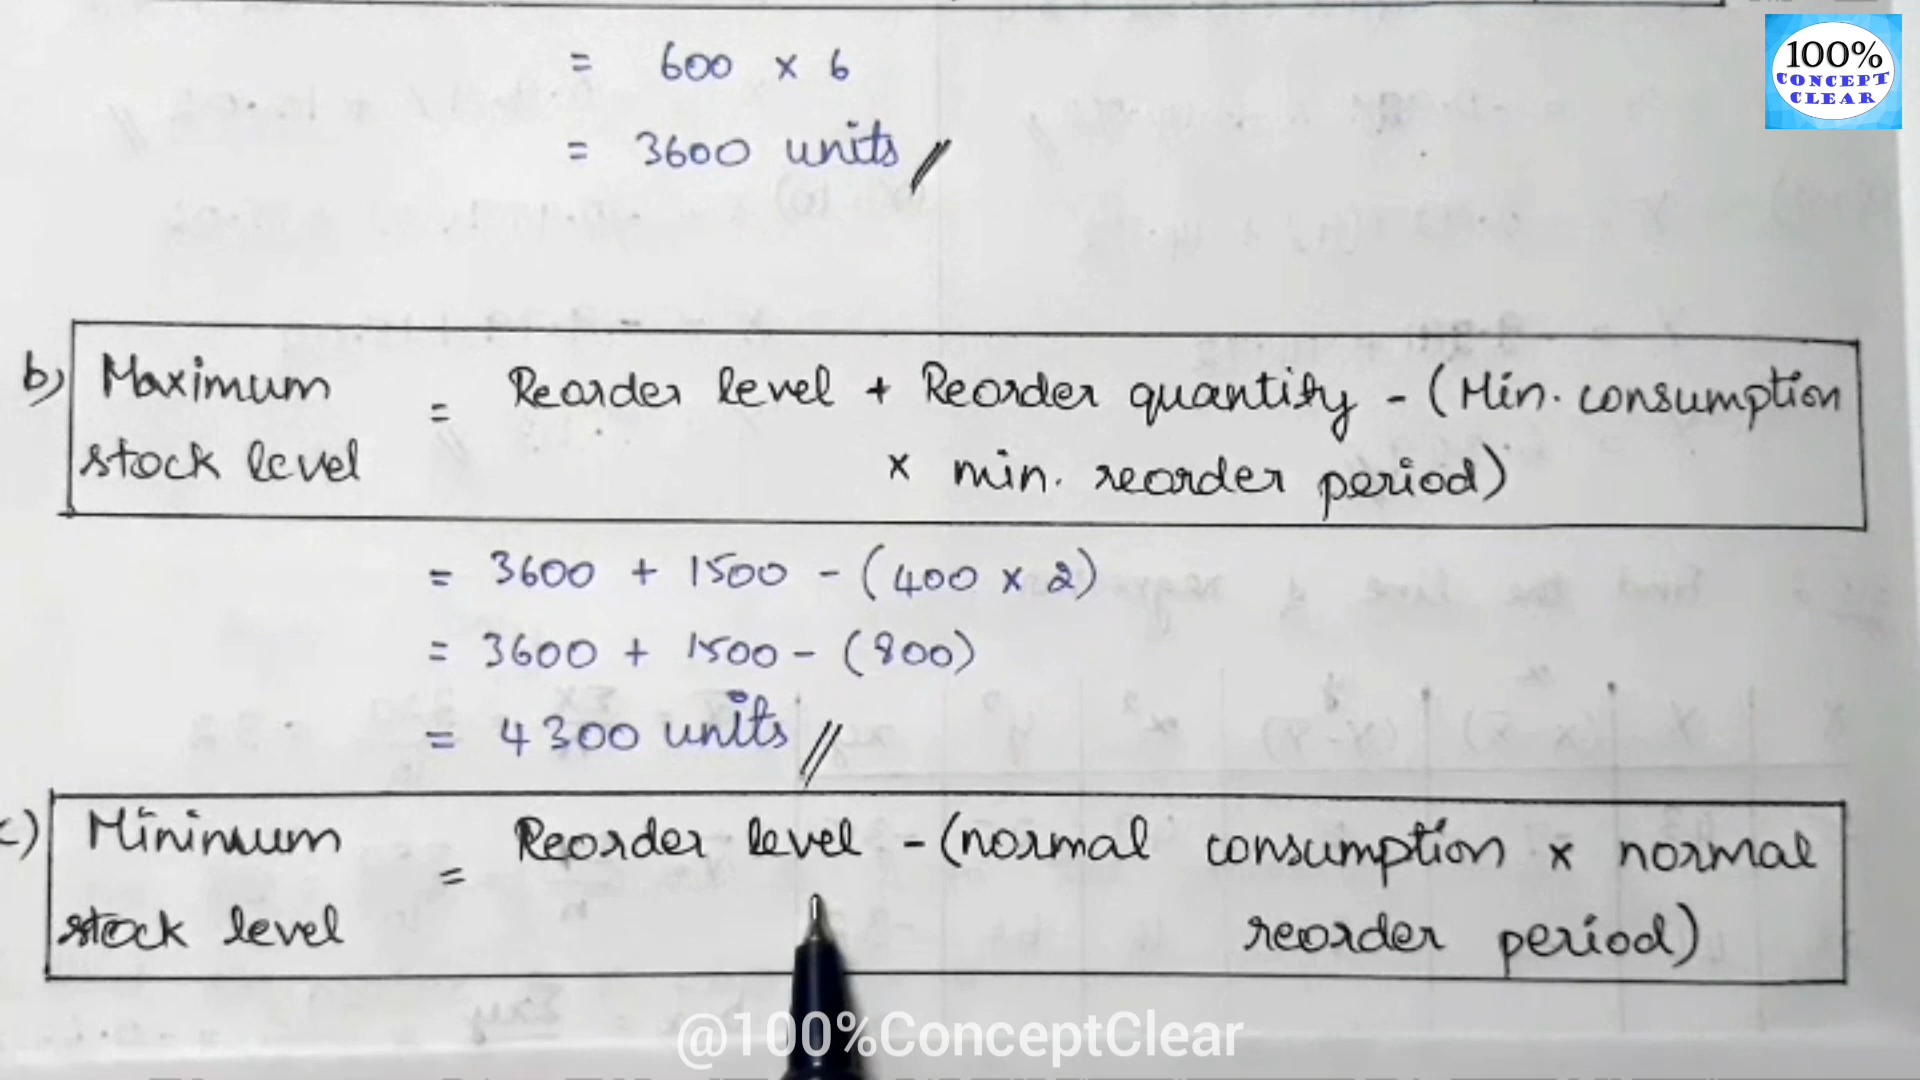 100%
CONCEPT
CLEAR
= 600 x 6
= 3600 units //
b) Maximum stock level = Reorder level + Reorder quantity - (Min. consumption
x min. reorder period)
= 3600 + 1500 - (400 x 2)
= 3600 + 1500 - (800)
= 4300 units //
c) Minimum stock level = Reorder level - (normal consumption x normal
reorder period)
@100%ConceptClear